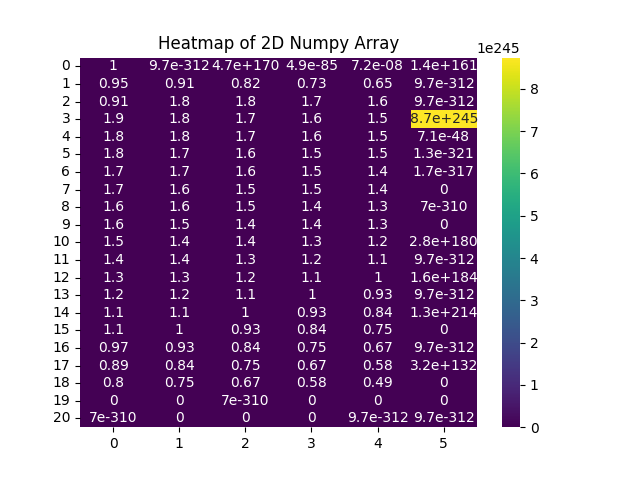 Heatmap of 2D Numpy Array
1e245
0 1 9.7e-312 4.7e+170 4.9e-85 7.2e-08 1.4e+161
1 0.95 0.91 0.82 0.73 0.65 9.7e-312
2 0.91 1.8 1.8 1.7 1.6 9.7e-312
3 1.9 1.8 1.7 1.6 1.5 8.7e+245
4 1.8 1.8 1.7 1.6 1.5 7.1e-48
5 1.8 1.7 1.6 1.5 1.5 1.3e-321
6 1.7 1.7 1.6 1.5 1.4 1.7e-317
7 1.7 1.6 1.5 1.5 1.4 0
8 1.6 1.6 1.5 1.4 1.3 7e-310
9 1.6 1.5 1.4 1.4 1.3 0
10 1.5 1.4 1.4 1.3 1.2 2.8e+180
11 1.4 1.4 1.3 1.2 1.1 9.7e-312
12 1.3 1.3 1.2 1.1 1 1.6e+184
13 1.2 1.2 1.1 1 0.93 9.7e-312
14 1.1 1.1 1 0.93 0.84 1.3e+214
15 1.1 1 0.93 0.84 0.75 0
16 0.97 0.93 0.84 0.75 0.67 9.7e-312
17 0.89 0.84 0.75 0.67 0.58 3.2e+132
18 0.8 0.75 0.67 0.58 0.49 0
19 0 0 7e-310 0 0 0
20 7e-310 0 0 0 9.7e-312 9.7e-312
0 1 2 3 4 5
8
7
6
5
4
3
2
1
0